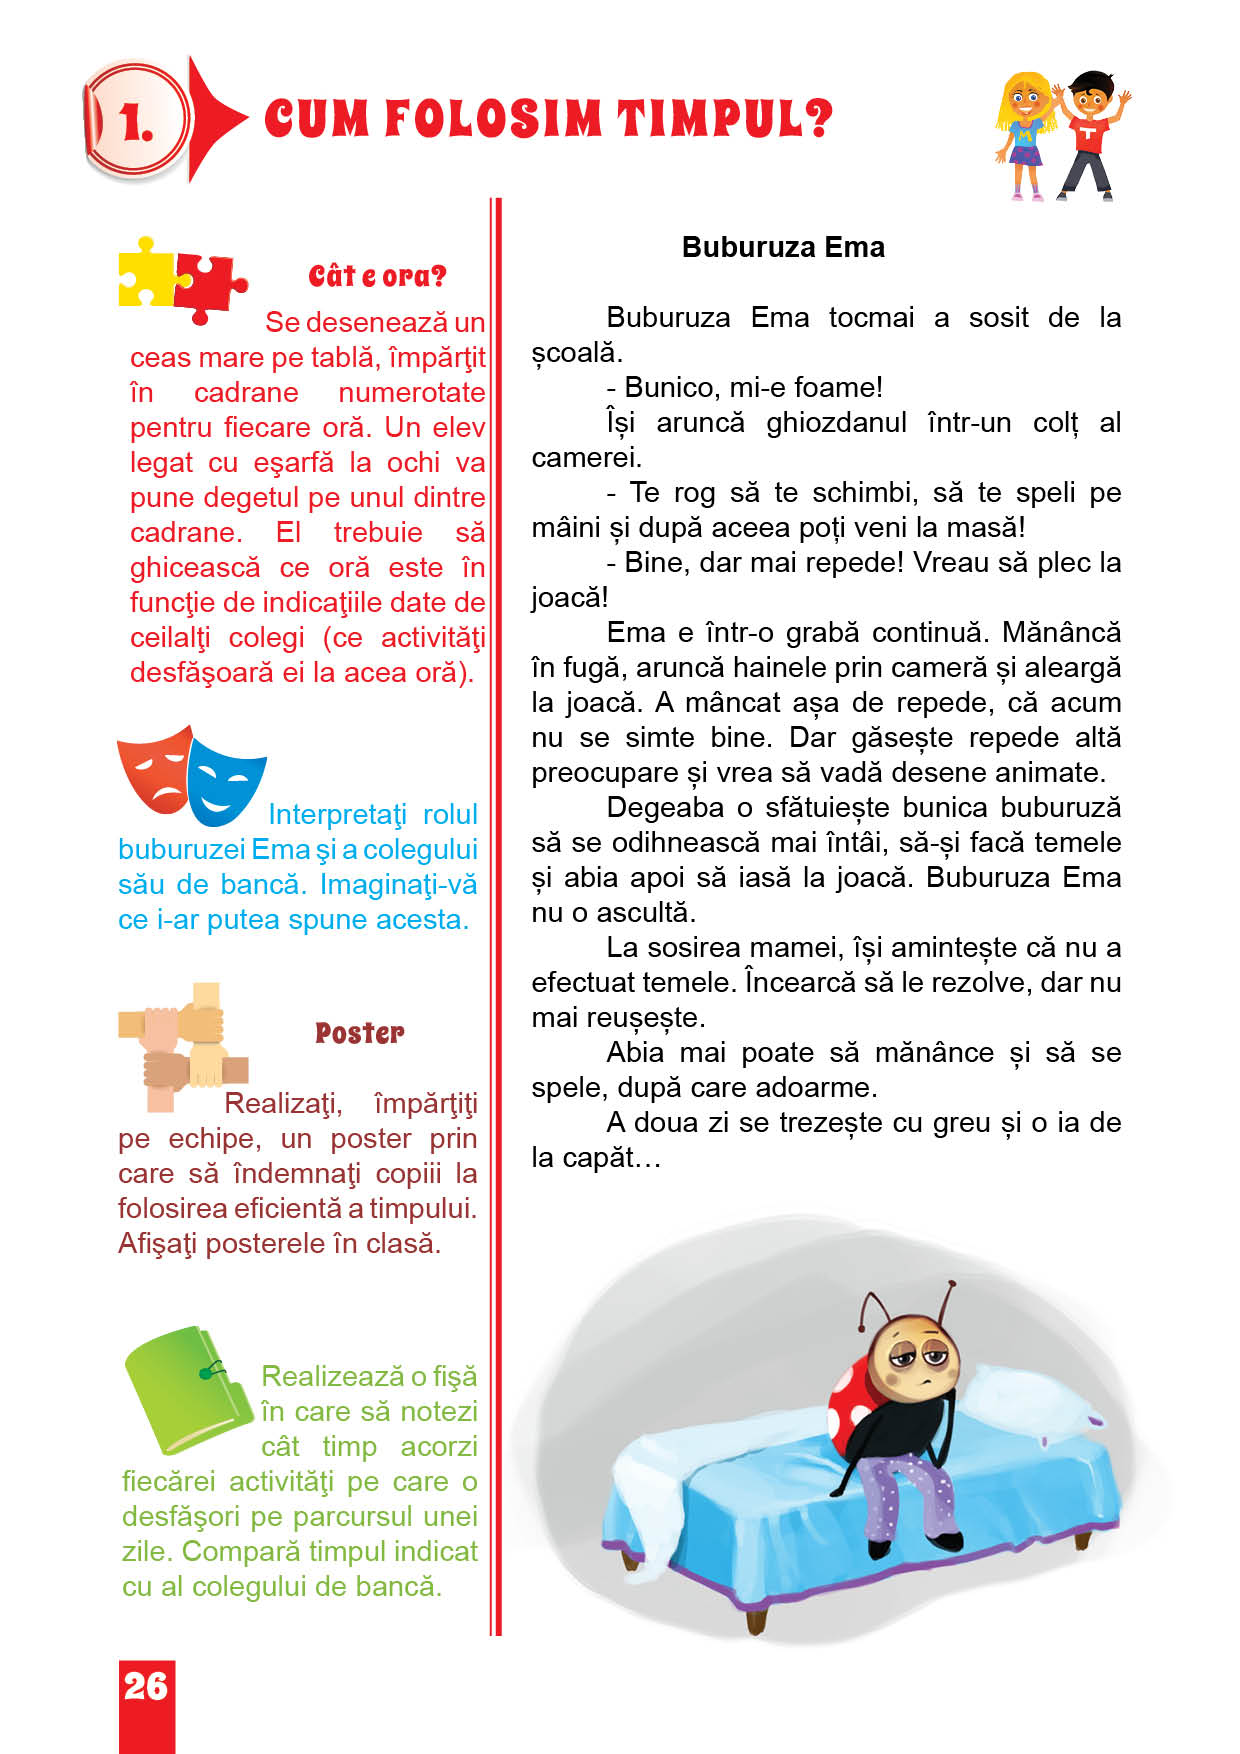 1.
CUM FOLOSIM TIMPUL?
M
T
Cât e ora?
Se desenează un
ceas mare pe tablă, împărţit
în cadrane numerotate
pentru fiecare oră. Un elev
legat cu eşarfă la ochi va
pune degetul pe unul dintre
cadrane. El trebuie să
ghicească ce oră este în
funcţie de indicaţiile date de
ceilalţi colegi (ce activităţi
desfăşoară ei la acea oră).
Interpretaţi rolul
buburuzei Ema şi a colegului
său de bancă. Imaginaţi-vă
ce i-ar putea spune acesta.
Poster
Realizaţi, împărţiţi
pe echipe, un poster prin
care să îndemnaţi copiii la
folosirea eficientă a timpului.
Afişaţi posterele în clasă.
Realizează o fişă
în care să notezi
cât timp acorzi
fiecărei activităţi pe care o
desfăşori pe parcursul unei
zile. Compară timpul indicat
cu al colegului de bancă.
Buburuza Ema
Buburuza Ema tocmai a sosit de la
școală.
- Bunico, mi-e foame!
Își aruncă ghiozdanul într-un colț al
camerei.
- Te rog să te schimbi, să te speli pe
mâini și după aceea poți veni la masă!
- Bine, dar mai repede! Vreau să plec la
joacă!
Ema e într-o grabă continuă. Mănâncă
în fugă, aruncă hainele prin cameră și aleargă
la joacă. A mâncat așa de repede, că acum
nu se simte bine. Dar găsește repede altă
preocupare și vrea să vadă desene animate.
Degeaba o sfătuiește bunica buburuză
să se odihnească mai întâi, să-și facă temele
și abia apoi să iasă la joacă. Buburuza Ema
nu o ascultă.
La sosirea mamei, își amintește că nu a
efectuat temele. Încearcă să le rezolve, dar nu
mai reușește.
Abia mai poate să mănânce și să se
spele, după care adoarme.
A doua zi se trezește cu greu și o ia de
la capăt…
26